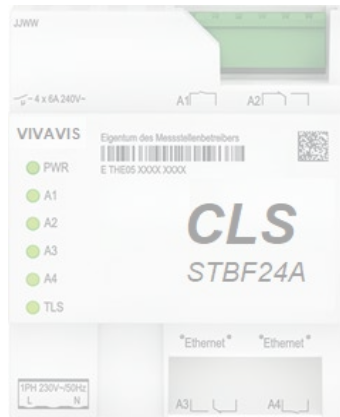 JJWW
4 x 6A 240V~
A1 A2
VIVAVIS
Eigentum des Messstellenbetreibers
E THE05 XXXX XXXX
PWR
A1
A2
A3
A4
TLS
CLS
STBF24A
"Ethernet" "Ethernet"
1PH 230V~/50Hz
L N
A3 A4